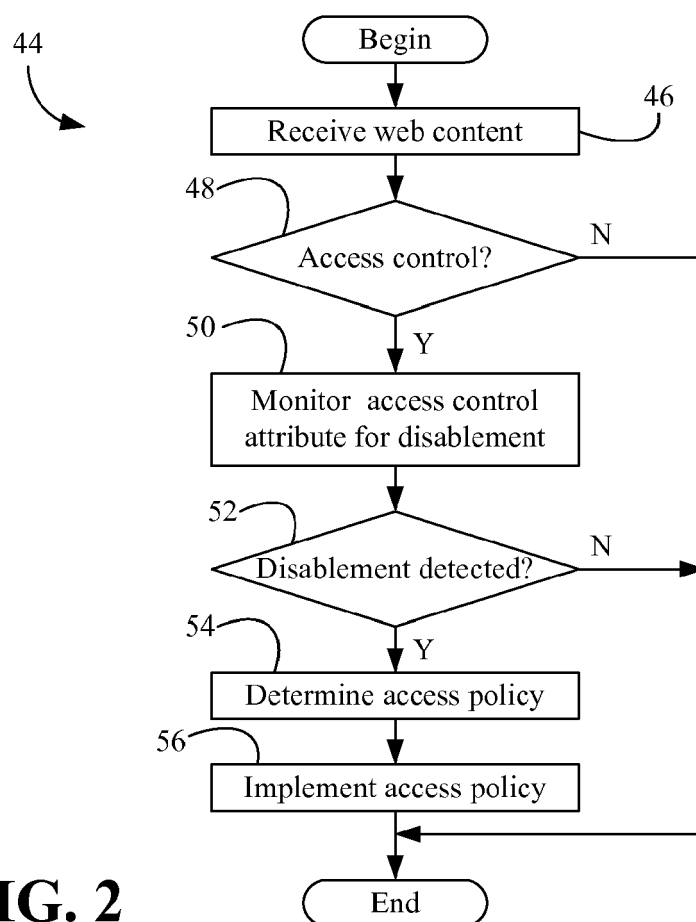 Begin
44
Receive web content
46
48
Access control?
N
Y
50
Monitor access control
attribute for disablement
52
Disablement detected?
N
Y
54
Determine access policy
56
Implement access policy
End
IG. 2